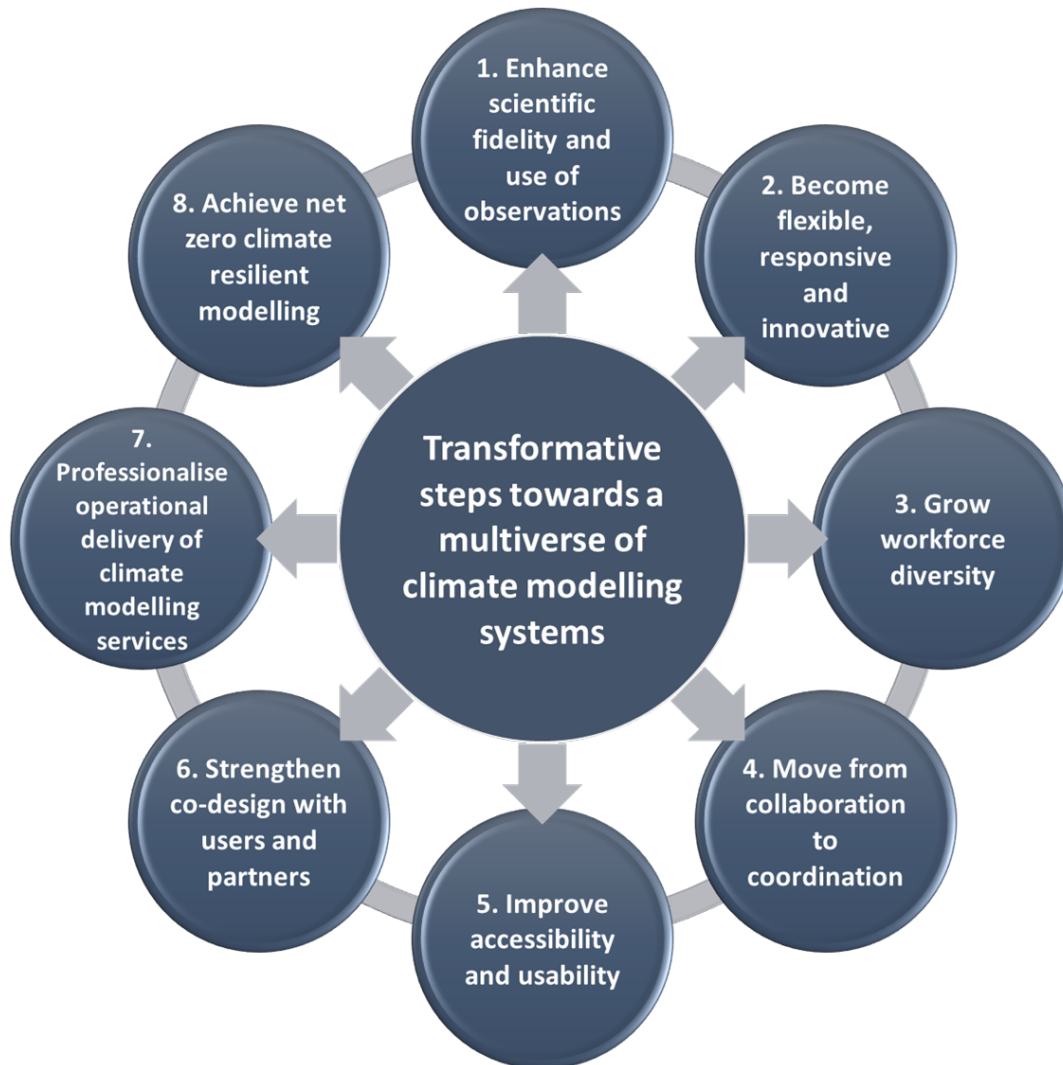 1. Enhance
scientific
fidelity and
use of
observations
2. Become
flexible,
responsive
and
innovative
3. Grow
workforce
diversity
4. Move from
collaboration
to
coordination
5. Improve
accessibility
and usability
6. Strengthen
co-design with
users and
partners
7.
Professionalise
operational
delivery of
climate
modelling
services
8. Achieve net
zero climate
resilient
modelling
Transformative
steps towards a
multiverse of
climate modelling
systems